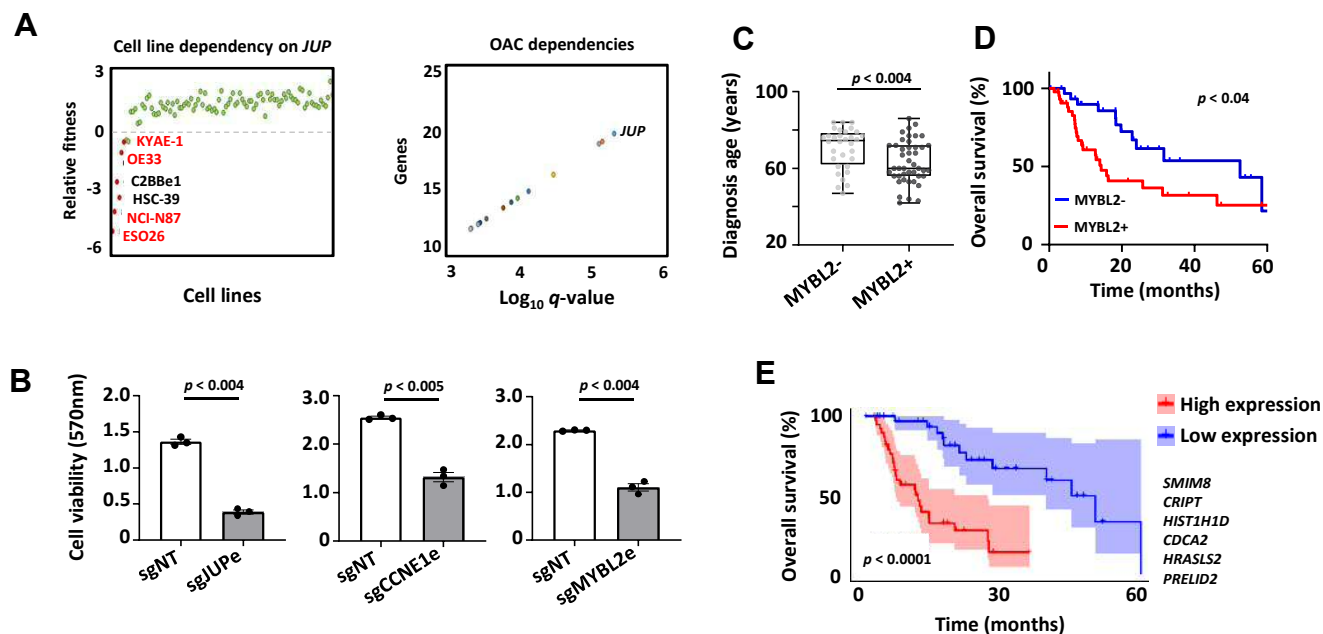 A
Cell line dependency on JUP
3
0
-3
-6
Relative fitness
KYAE-1
OE33
C2BBe1
HSC-39
NCI-N87
ESO26
Cell lines
OAC dependencies
25
20
15
10
Genes
JUP
3 4 5 6
Log10 q-value
C
p < 0.004
100
80
60
40
20
Diagnosis age (years)
MYBL2-
MYBL2+
D
100
50
0
Overall survival (%)
p < 0.04
MYBL2-
MYBL2+
0 20 40 60
Time (months)
B
Cell viability (570nm)
p < 0.004
2.0
1.5
1.0
0.5
0
sgNT
sgJUPe
p < 0.005
3.0
2.0
1.0
0
sgNT
sgCCNE1e
p < 0.004
3.0
2.0
1.0
0
sgNT
sgMYBL2e
E
100
50
0
Overall survival (%)
p < 0.0001
0 30 60
Time (months)
High expression
Low expression
SMIM8
CRIPT
HIST1H1D
CDCA2
HRASLS2
PRELID2